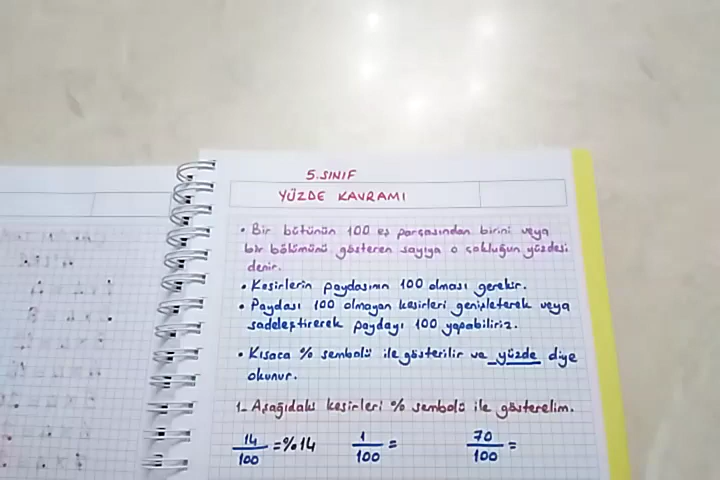 5.SINIF
YÜZDE KAVRAMI
• Bir bütünün 100 eş parçasından birini veya
bir bölümünü gösteren sayıya o çokluğun yüzdesi
denir.
• Kesirlerin paydasının 100 olması gerekir.
• Paydası 100 olmayan kesirleri genişleterek veya
sadeleştirerek paydayı 100 yapabiliriz.
• Kısaca % sembolü ile gösterilir ve yüzde diye
okunur.
1- Aşağıdaki kesirleri % sembolü ile gösterelim.
14/100 = %14 1/100 = 70/100 =